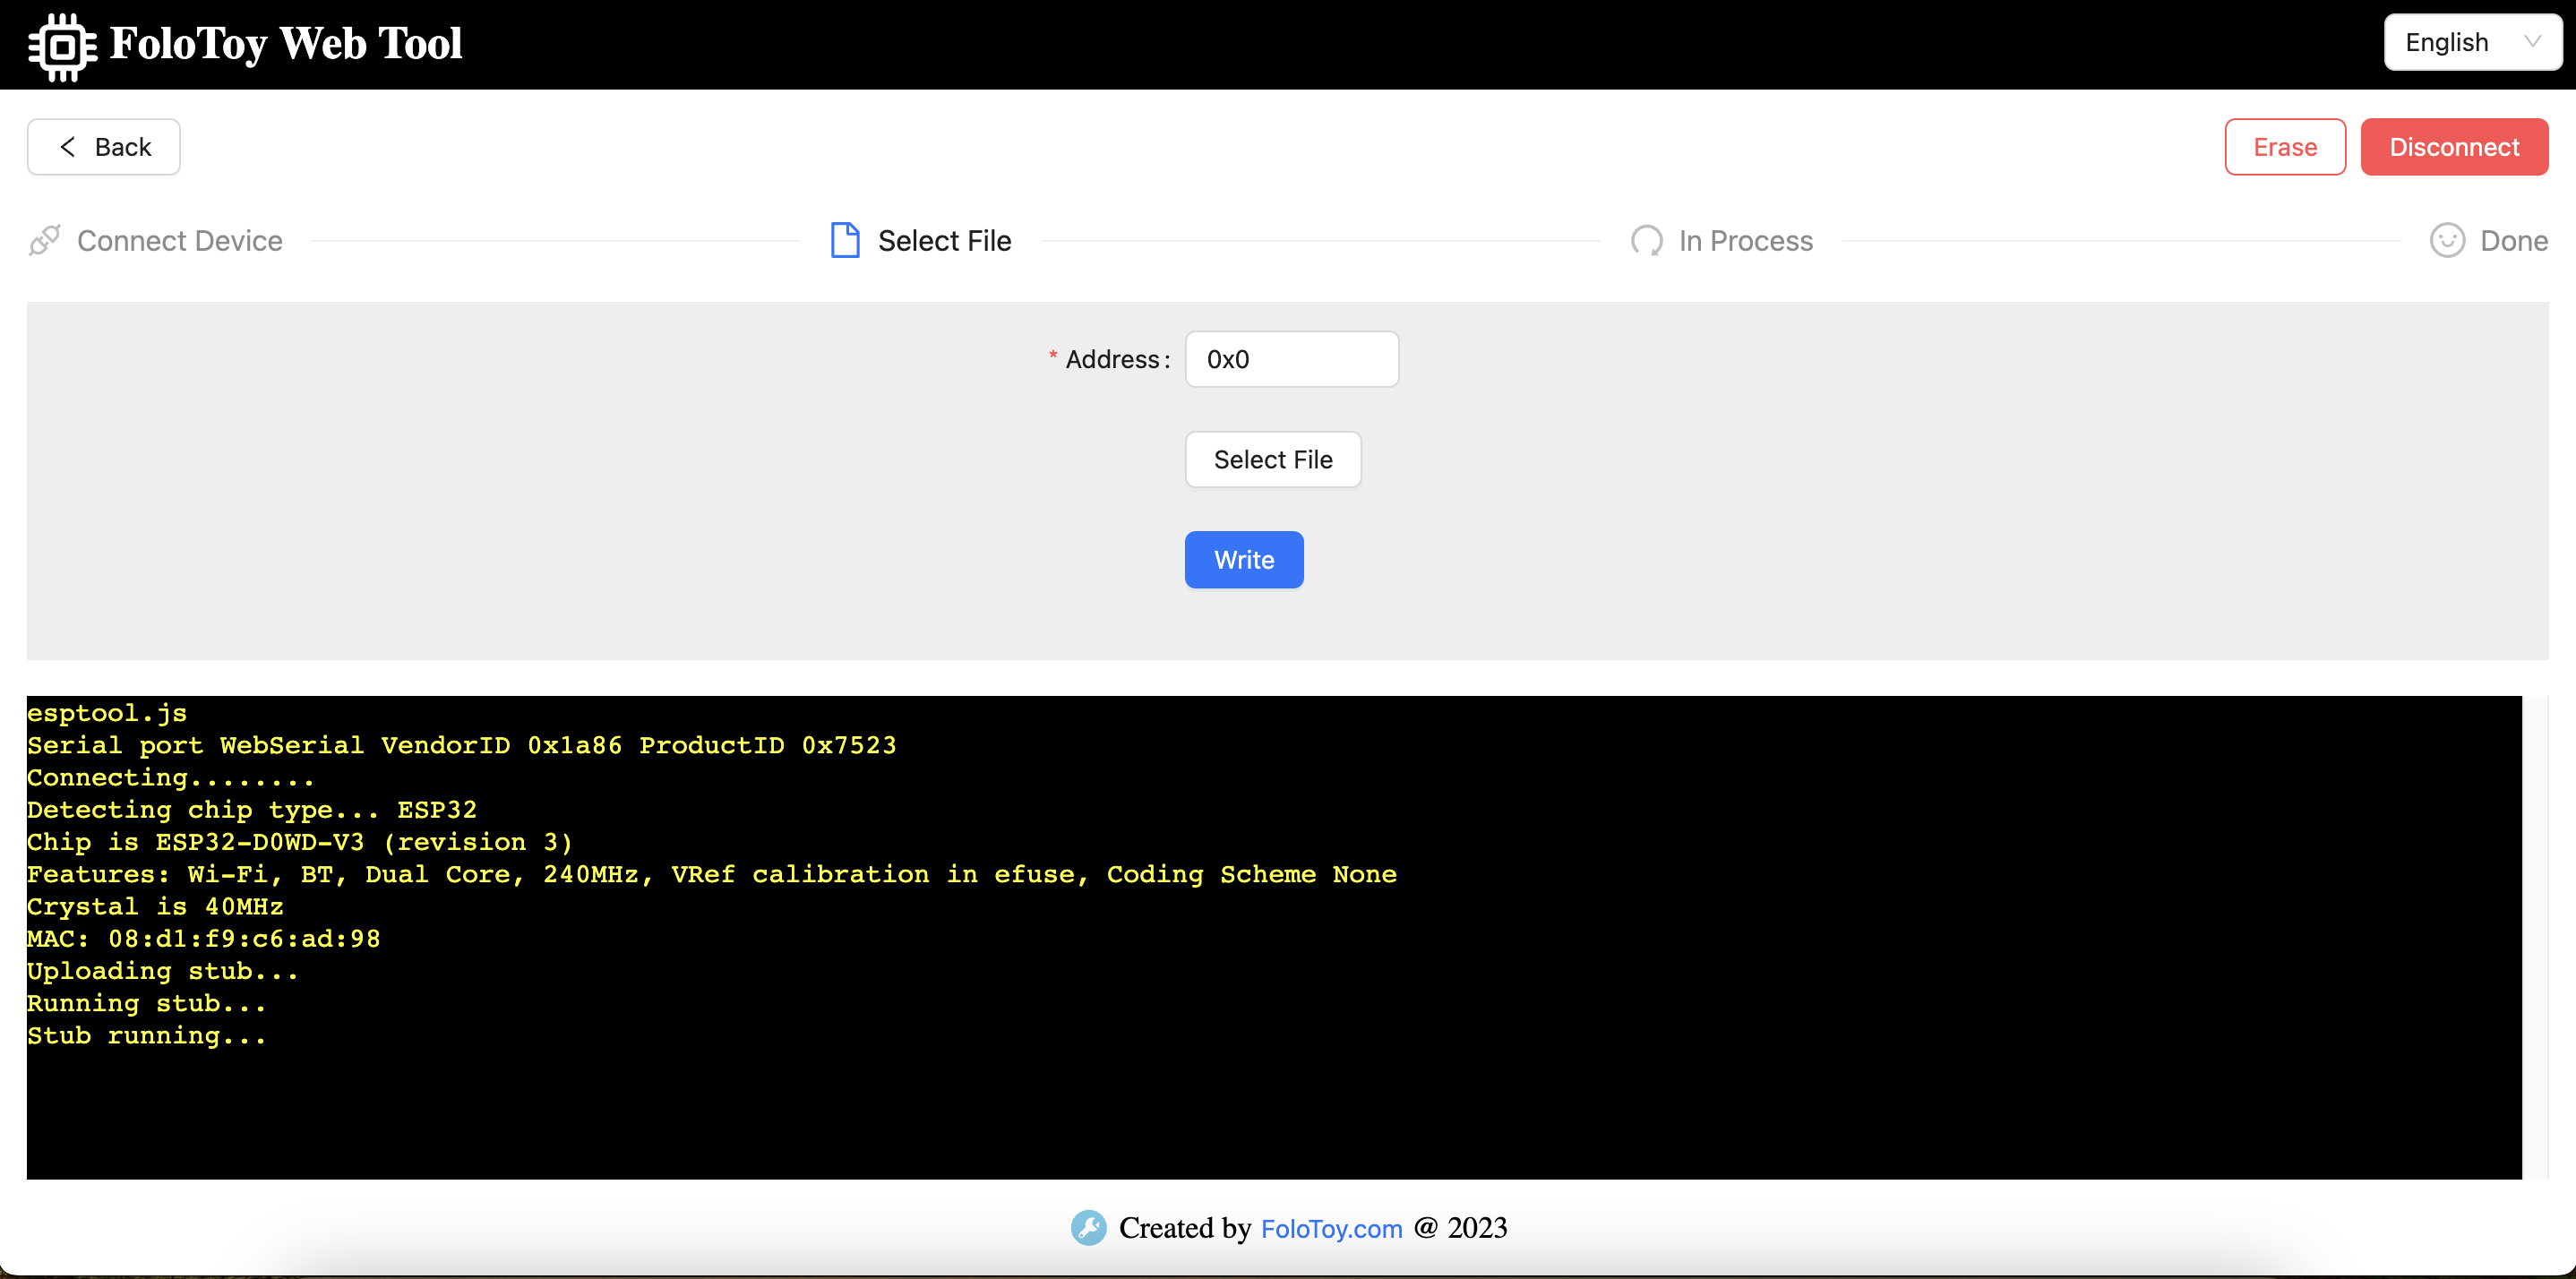 FoloToy Web Tool
English
Back
Erase
Disconnect
Connect Device
Select File
In Process
Done
* Address:
0x0
Select File
Write
esptool.js
Serial port WebSerial VendorID 0x1a86 ProductID 0x7523
Connecting........
Detecting chip type... ESP32
Chip is ESP32-D0WD-V3 (revision 3)
Features: Wi-Fi, BT, Dual Core, 240MHz, VRef calibration in efuse, Coding Scheme None
Crystal is 40MHz
MAC: 08:d1:f9:c6:ad:98
Uploading stub...
Running stub...
Stub running...
Created by FoloToy.com @ 2023